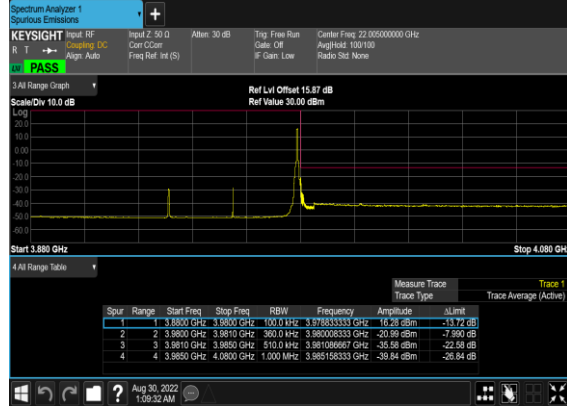 Spectrum Analyzer 1
Spurious Emissions
+
KEYSIGHT Input: RF Input Z: 50 Ω Atten: 30 dB Trig: Free Run Center Freq: 22.005000000 GHz
R T Coupling: DC Corr CCorr Gate: Off Avg|Hold: 100/100
Align: Auto Freq Ref: Int (S) IF Gain: Low Radio Std: None
PASS
3 All Range Graph
Ref Lvl Offset 15.87 dB
Scale/Div 10.0 dB Ref Value 30.00 dBm
Log
20.0
10.0
0.00
-10.0
-20.0
-30.0
-40.0
-50.0
-60.0
Start 3.880 GHz Stop 4.080 GH
4 All Range Table
Measure Trace Trace 1
Trace Type Trace Average (Active)
Spur Range Start Freq Stop Freq RBW Frequency Amplitude ΔLimit
1 1 3.8800 GHz 3.9800 GHz 100.0 kHz 3.978833333 GHz 16.28 dBm -13.72 dB
2 2 3.9800 GHz 3.9810 GHz 360.0 kHz 3.980008333 GHz -20.99 dBm -7.990 dB
3 3 3.9810 GHz 3.9850 GHz 510.0 kHz 3.981086667 GHz -35.58 dBm -22.58 dB
4 4 3.9850 GHz 4.0800 GHz 1.000 MHz 3.985158333 GHz -39.84 dBm -26.84 dB
? Aug 30, 2022
1:09:32 AM